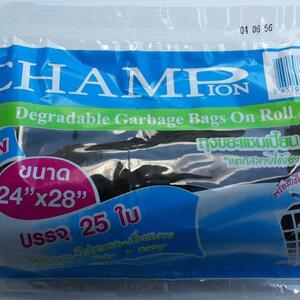 04 06 56
CHAMPION
Degradable Garbage Bags On Roll
ถุงขยะแชมเปี้ยน
ขนาด
24"x28"
บรรจุ 25 ใบ